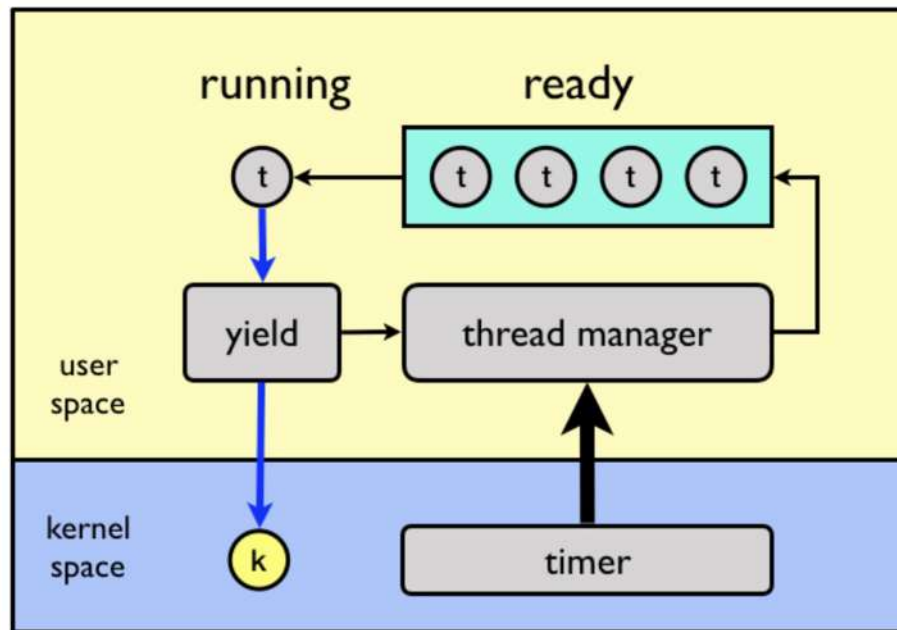 running
ready
t
t
t
t
t
yield
thread manager
user
space
kernel
space
k
timer